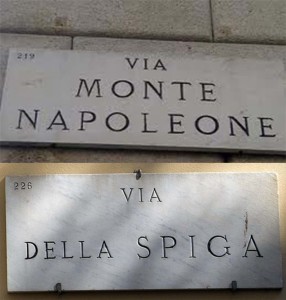 219
VIA
MONTE
NAPOLEONE
226
VIA
DELLA SPIGA